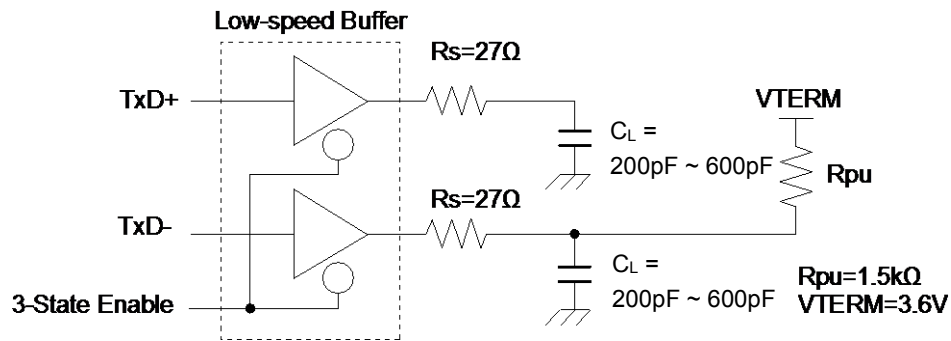 Low-speed Buffer
Rs=27Ω
TxD+
VTERM
CL =
200pF ~ 600pF
Rpu
Rs=27Ω
TxD-
CL =
200pF ~ 600pF
Rpu=1.5kΩ
VTERM=3.6V
3-State Enable